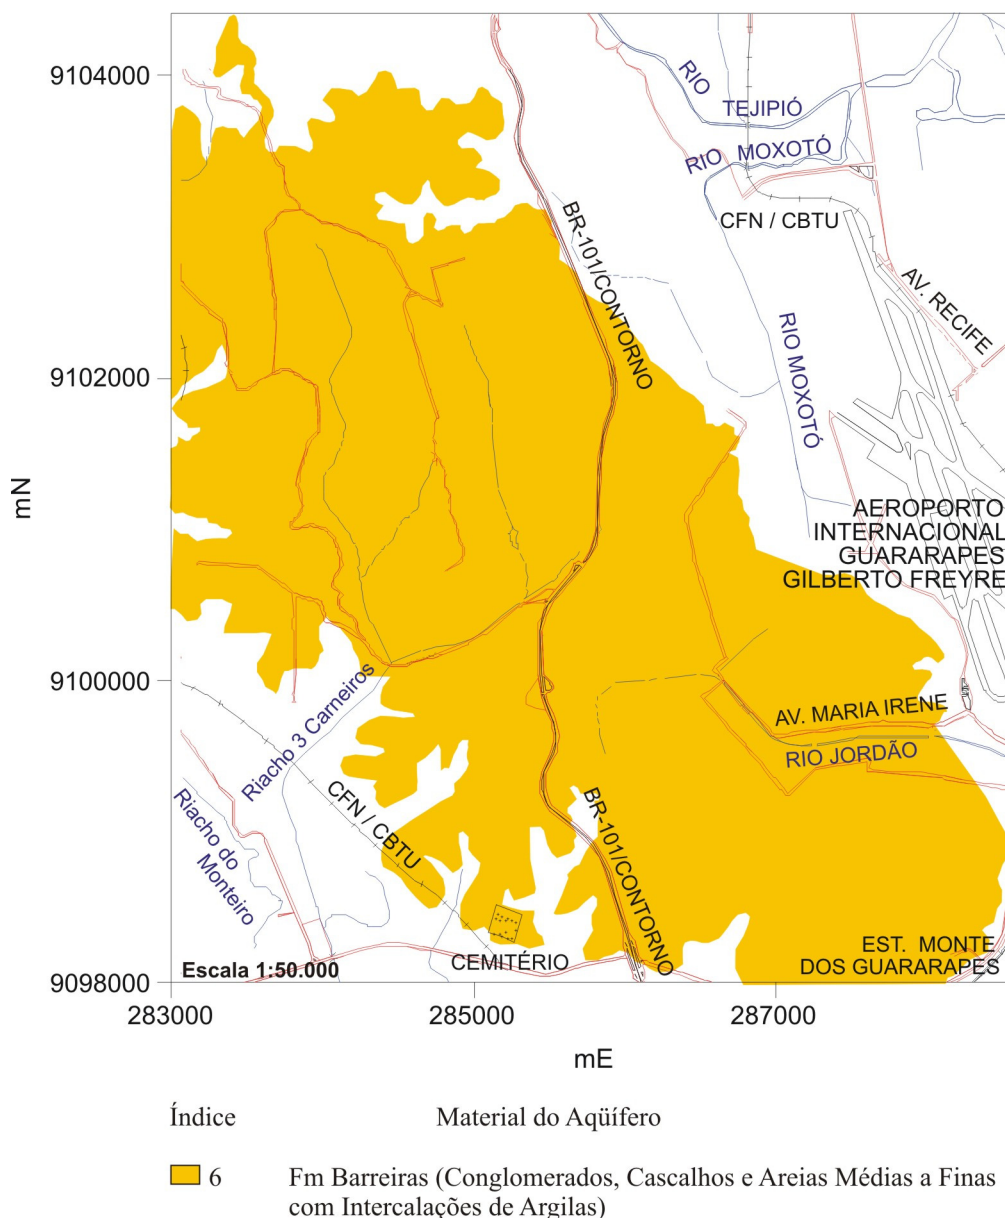 9104000
RIO
TEJIPIÓ
RIO MOXOTÓ
CFN / CBTU
BR-101/CONTORNO
AV. RECIFE
9102000
RIO MOXOTÓ
mN
AEROPORTO
INTERNACIONAL
GUARARAPES
GILBERTO FREYRE
9100000
Riacho 3 Carneiros
AV. MARIA IRENE
RIO JORDÃO
CFN / CBTU
BR-101/CONTORNO
Riacho do
Monteiro
CEMITÉRIO
EST. MONTE
DOS GUARARAPES
Escala 1:50.000
9098000
283000
285000
287000
mE
Índice
Material do Aqüífero
6
Fm Barreiras (Conglomerados, Cascalhos e Areias Médias a Finas
com Intercalações de Argilas)